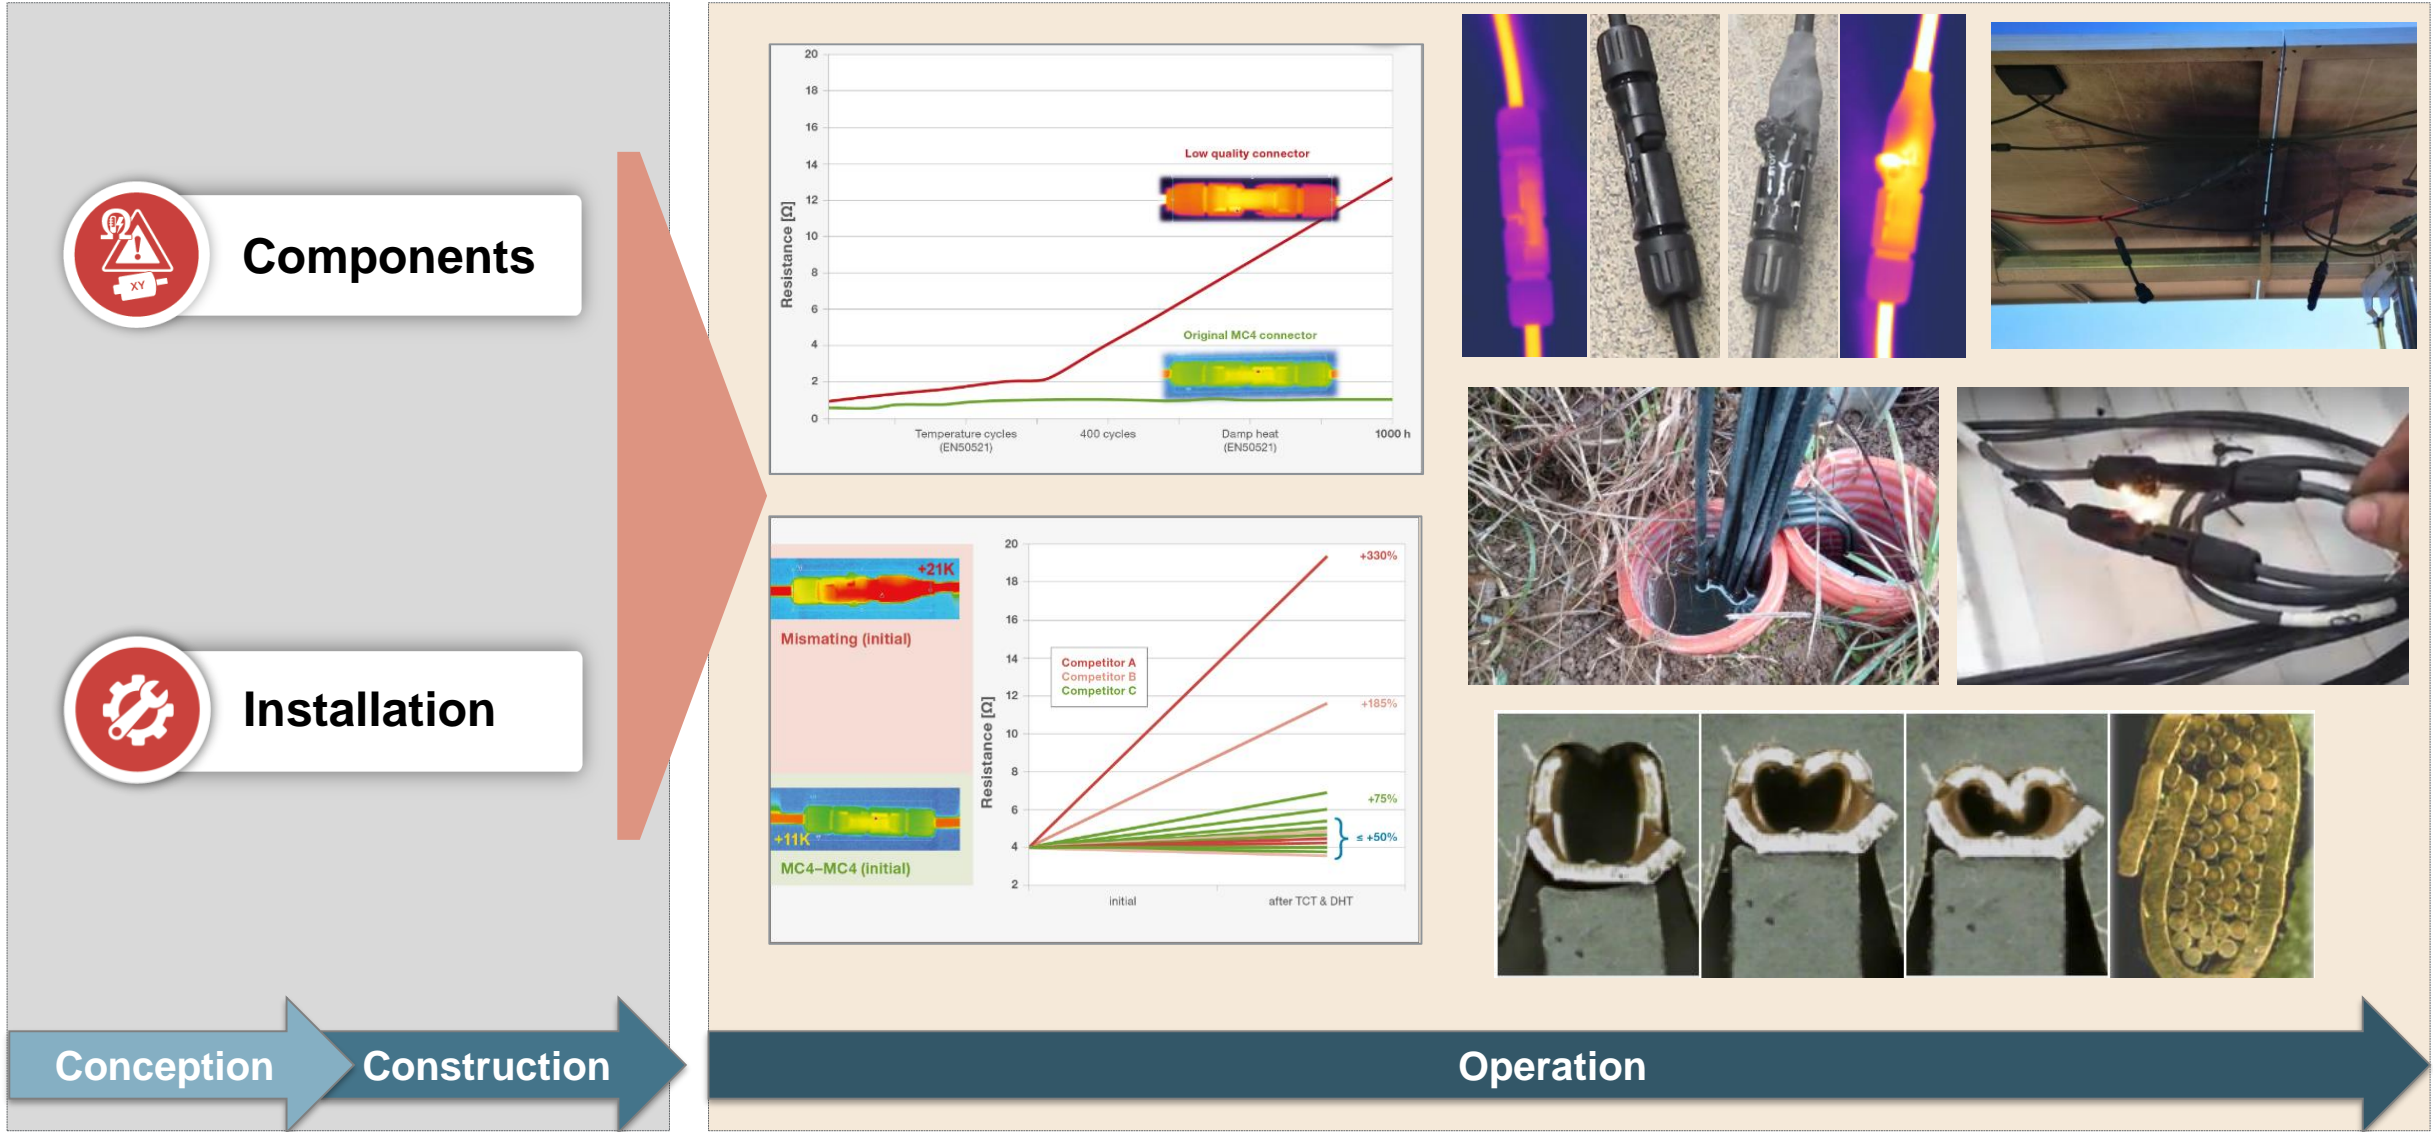 XY
Components
Installation
Conception
Construction
Operation
20
18
16
14
12
10
8
6
4
2
0
Resistance [Ω]
Low quality connector
Original MC4 connector
Temperature cycles
(EN50521)
400 cycles
Damp heat
(EN50521)
1000 h
+21K
Mismating (initial)
+11K
MC4–MC4 (initial)
20
18
16
14
12
10
8
6
4
2
Resistance [Ω]
Competitor A
Competitor B
Competitor C
+330%
+185%
+75%
≤ +50%
initial
after TCT & DHT